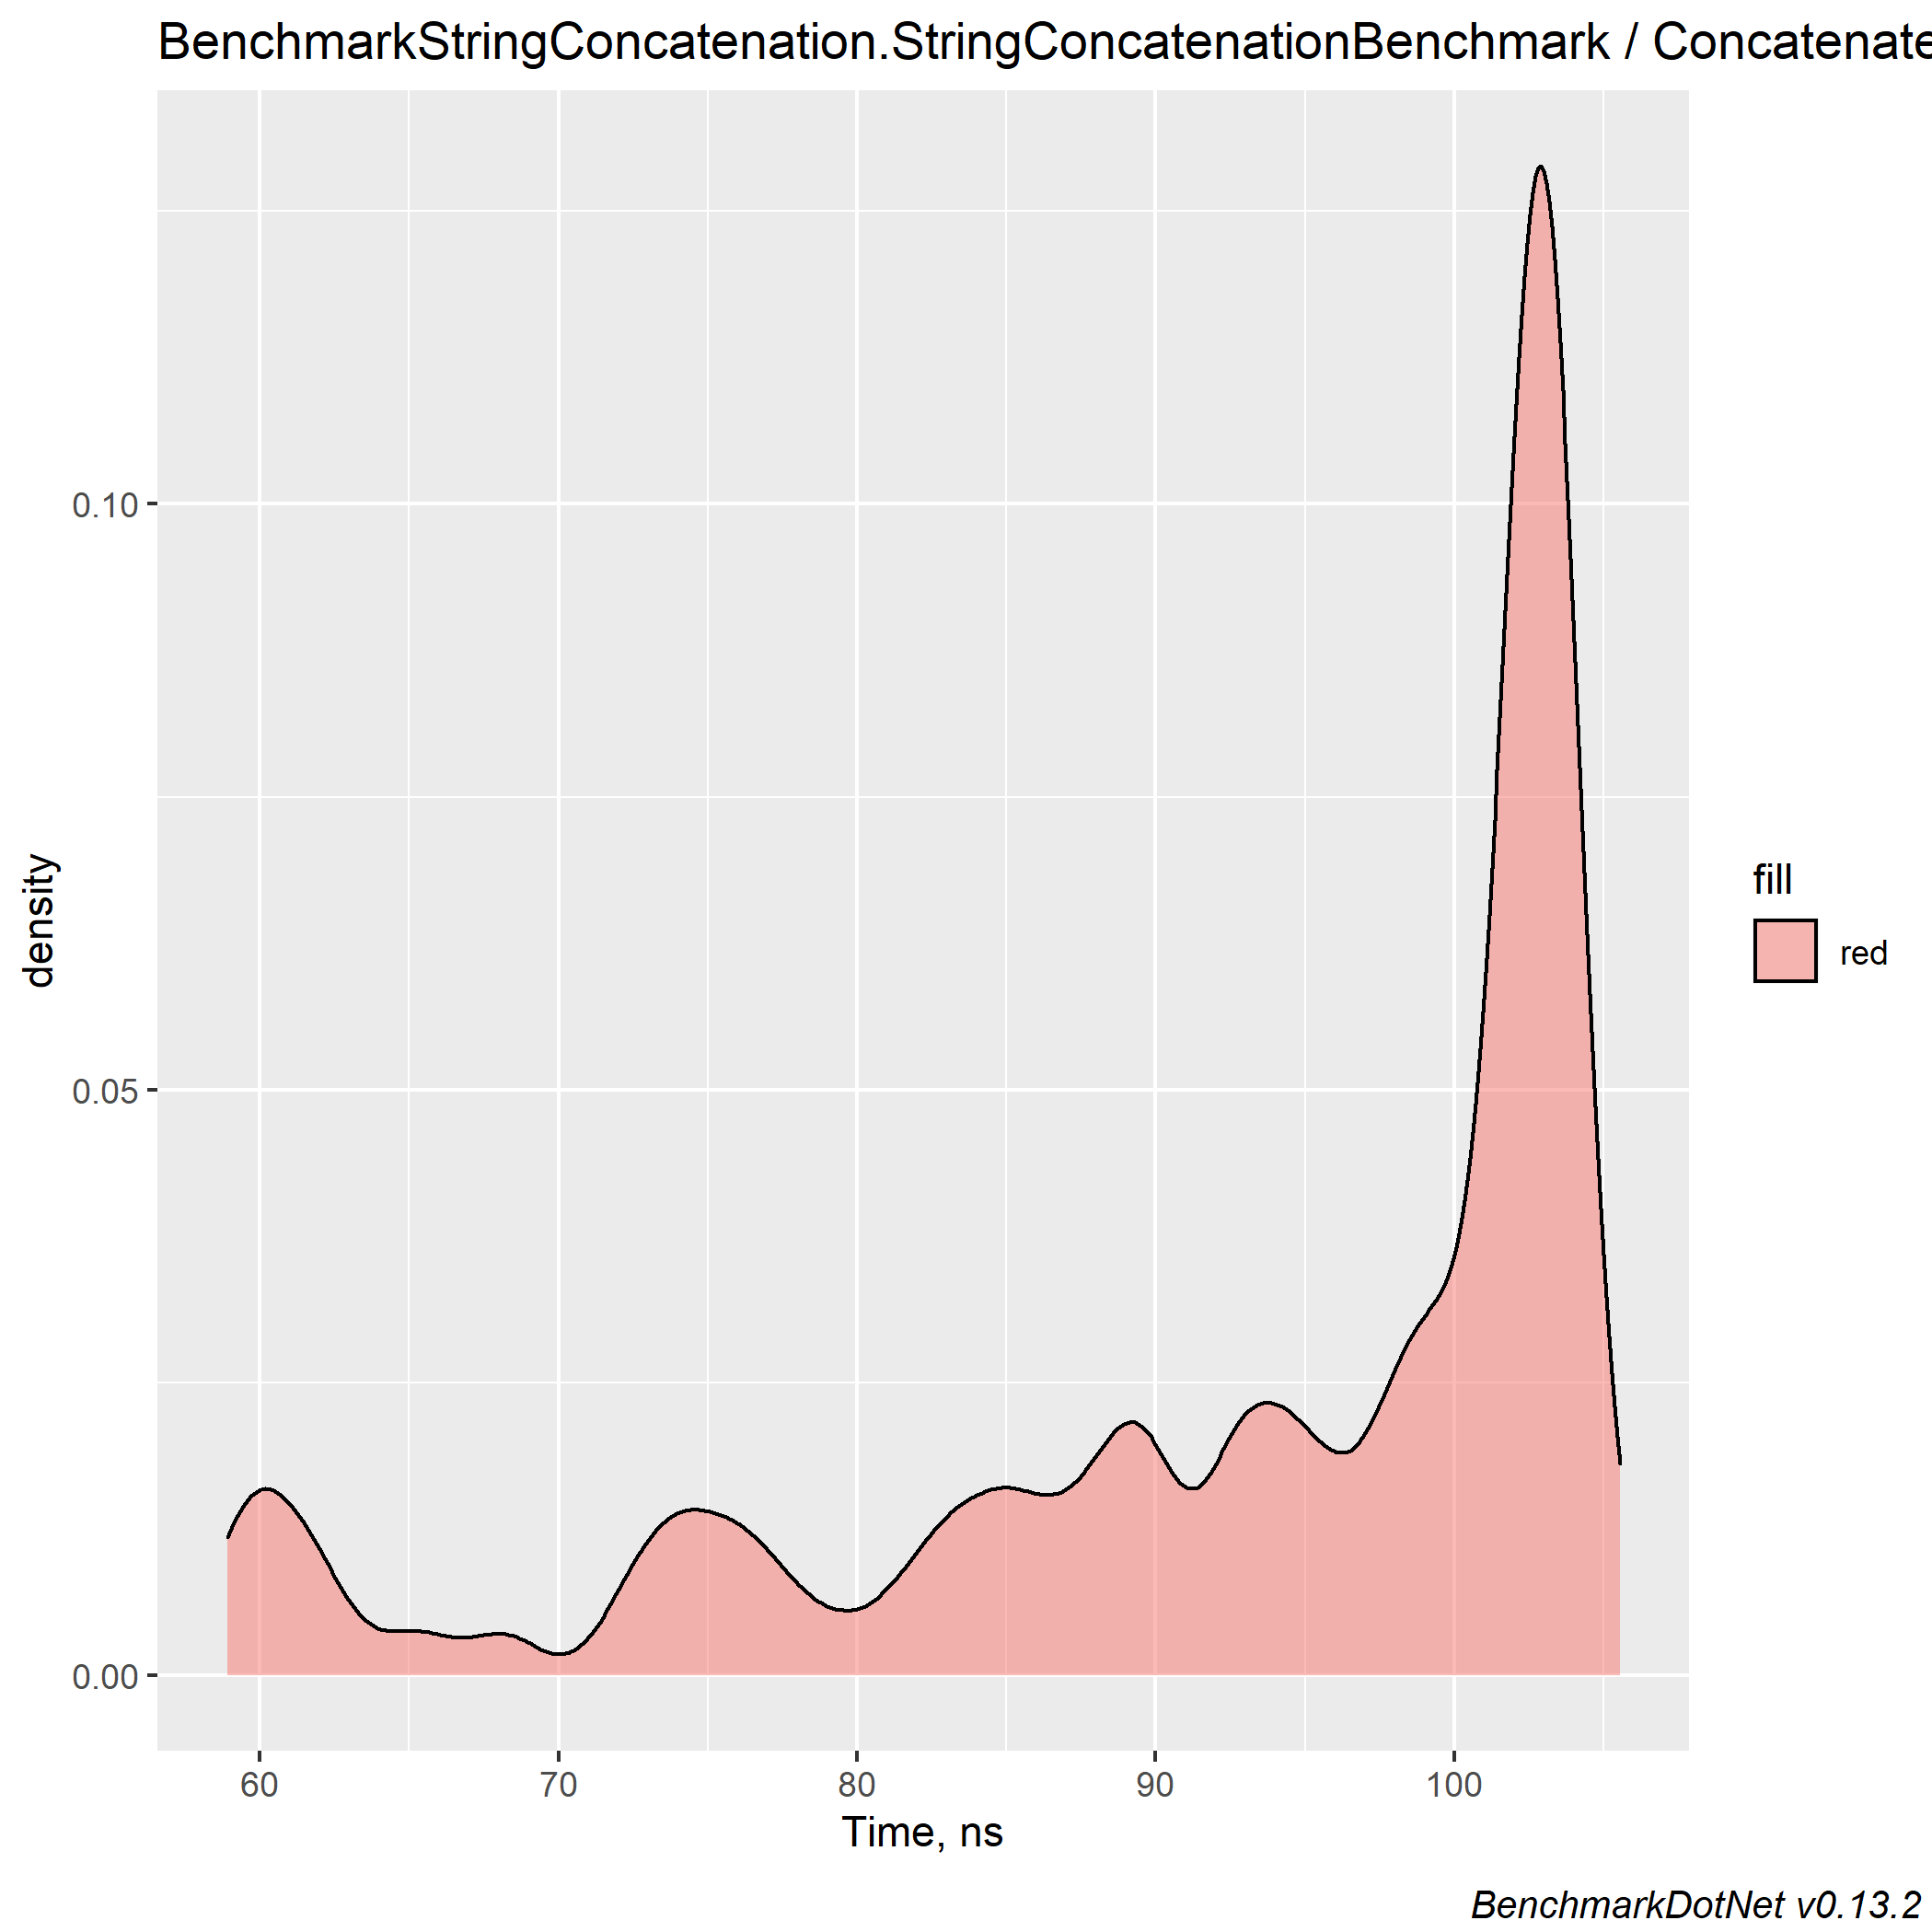 BenchmarkStringConcatenation.StringConcatenationBenchmark / Concatenate
0.10
0.05
0.00
density
60 70 80 90 100
Time, ns
fill
red
BenchmarkDotNet v0.13.2